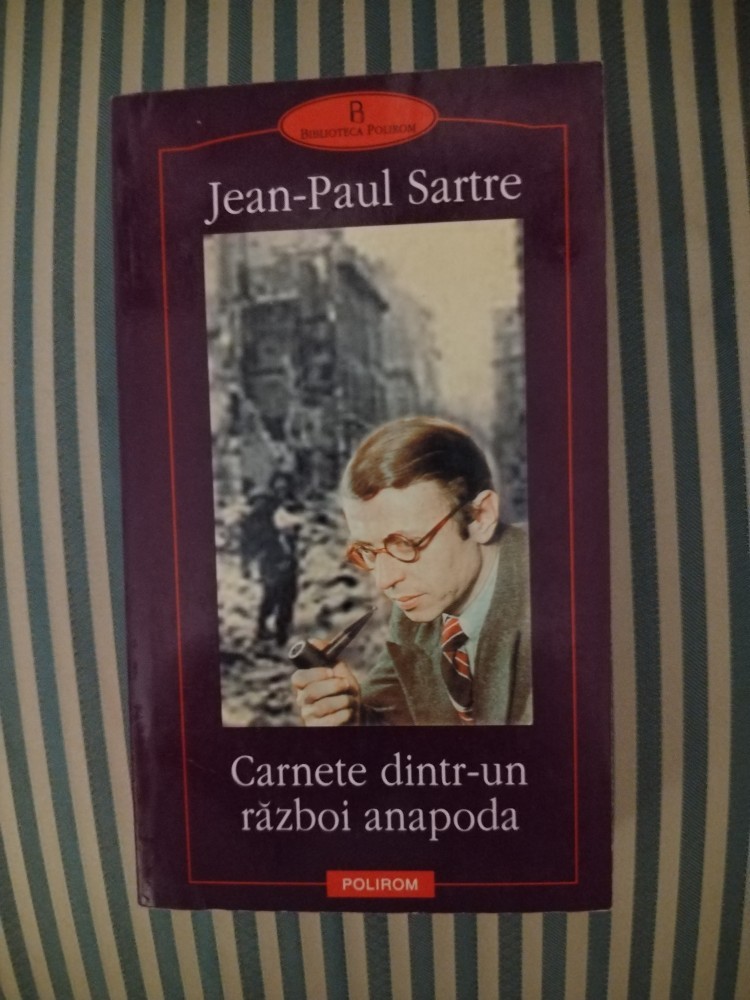 B
BIBLIOTECA POLIROM
Jean-Paul Sartre
Carnete dintr-un
război anapoda
POLIROM